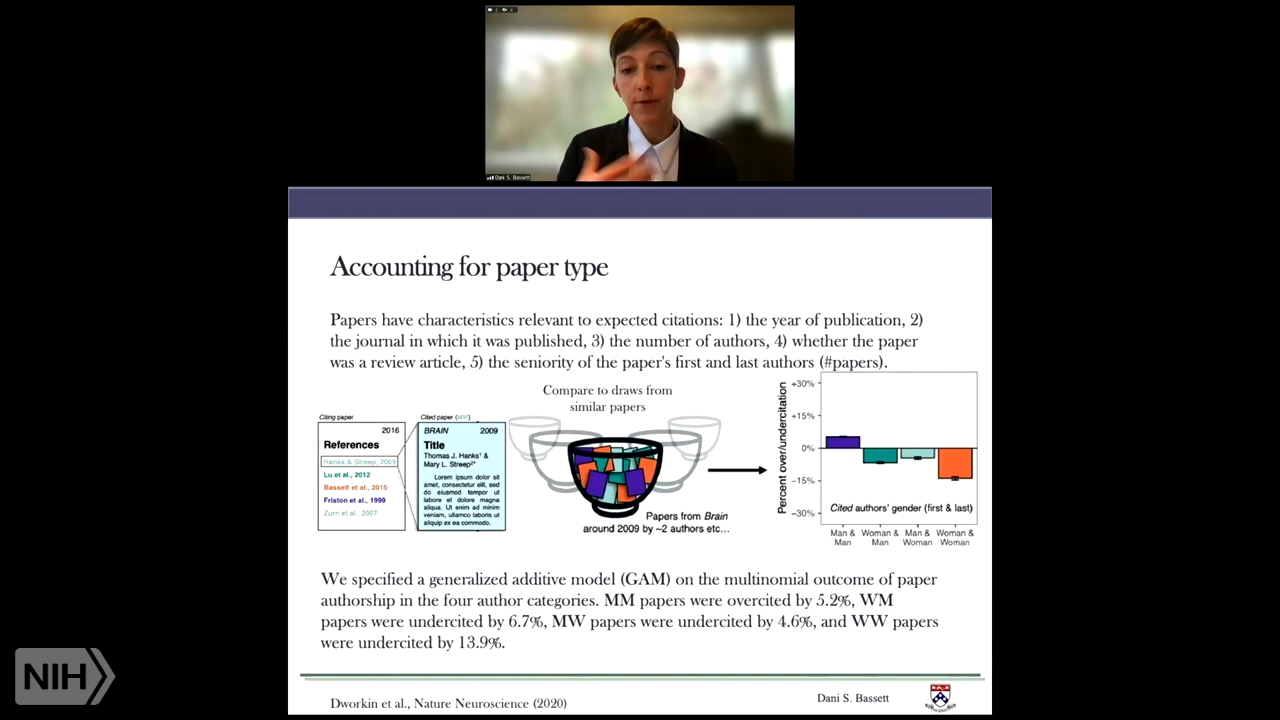 Dani S. Bassett
Accounting for paper type
Papers have characteristics relevant to expected citations: 1) the year of publication, 2)
the journal in which it was published, 3) the number of authors, 4) whether the paper
was a review article, 5) the seniority of the paper's first and last authors (#papers).
Compare to draws from
similar papers
Citing paper
2016
References
Hanks & Streep, 2009
Lu et al., 2012
Bassett et al., 2015
Friston et al., 1999
Zurn et al., 2007
Cited paper (MW)
BRAIN 2009
Title
Thomas J. Hanks¹ &
Mary L. Streep²*
Lorem ipsum dolor sit
amet, consectetur elit,
sed do eiusmod tempor ut
labore et dolore magna
aliqua. Ut enim ad minim
veniam, ullamco laboris ut
aliquip ex ea commodo.
Papers from Brain
around 2009 by ~2 authors etc...
Percent over/undercitation
+30%
+15%
0%
−15%
−30%
Cited authors' gender (first & last)
Man & Man
Woman & Man
Man & Woman
Woman & Woman
We specified a generalized additive model (GAM) on the multinomial outcome of paper
authorship in the four author categories. MM papers were overcited by 5.2%, WM
papers were undercited by 6.7%, MW papers were undercited by 4.6%, and WW papers
were undercited by 13.9%.
NIH
Dworkin et al., Nature Neuroscience (2020)
Dani S. Bassett